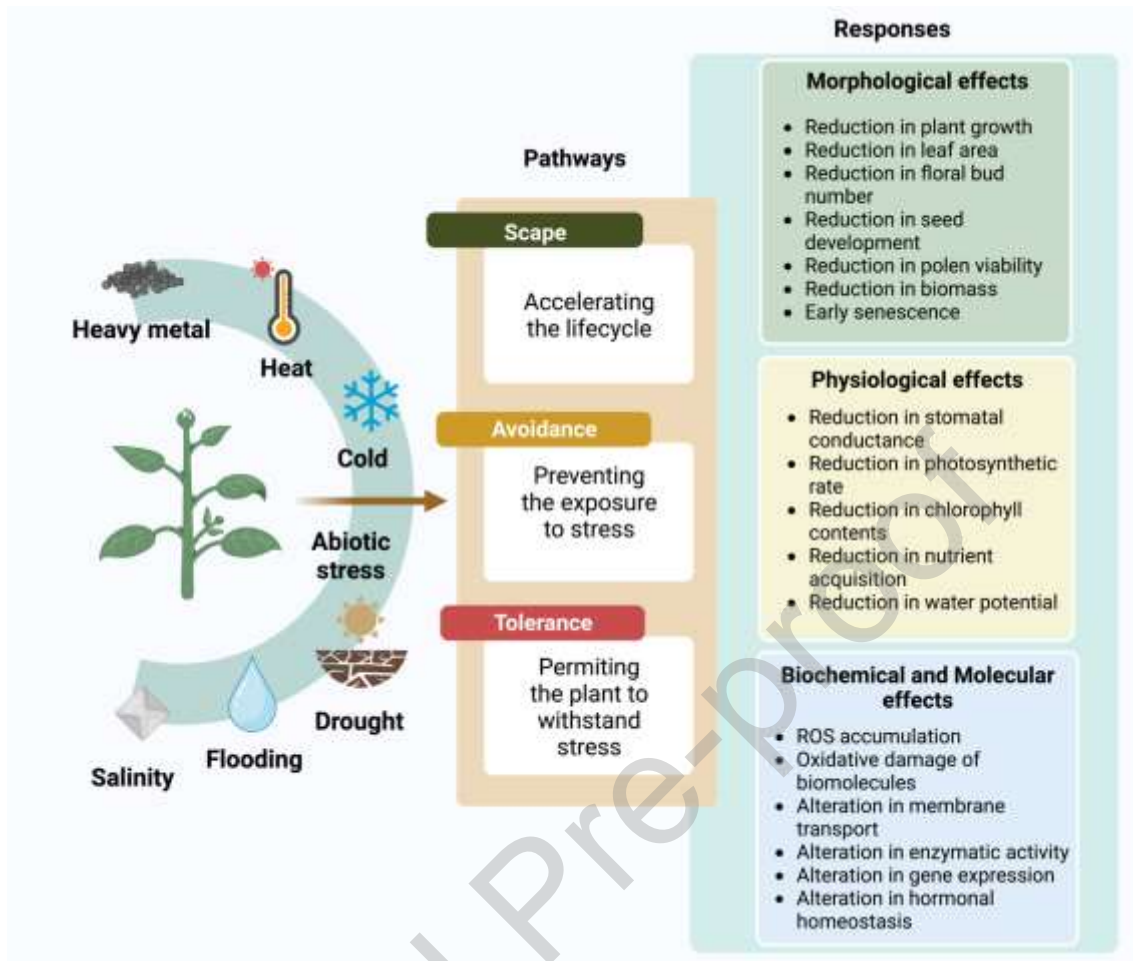 Responses
Morphological effects
• Reduction in plant growth
• Reduction in leaf area
• Reduction in floral bud
number
• Reduction in seed
development
• Reduction in polen viability
• Reduction in biomass
• Early senescence
Physiological effects
• Reduction in stomatal
conductance
• Reduction in photosynthetic
rate
• Reduction in chlorophyll
contents
• Reduction in nutrient
acquisition
• Reduction in water potential
Biochemical and Molecular
effects
• ROS accumulation
• Oxidative damage of
biomolecules
• Alteration in membrane
transport
• Alteration in enzymatic activity
• Alteration in gene expression
• Alteration in hormonal
homeostasis
Pathways
Scape
Accelerating
the lifecycle
Avoidance
Preventing
the exposure
to stress
Tolerance
Permiting
the plant to
withstand
stress
Heavy metal
Heat
Cold
Abiotic
stress
Drought
Flooding
Salinity
Pre-proof